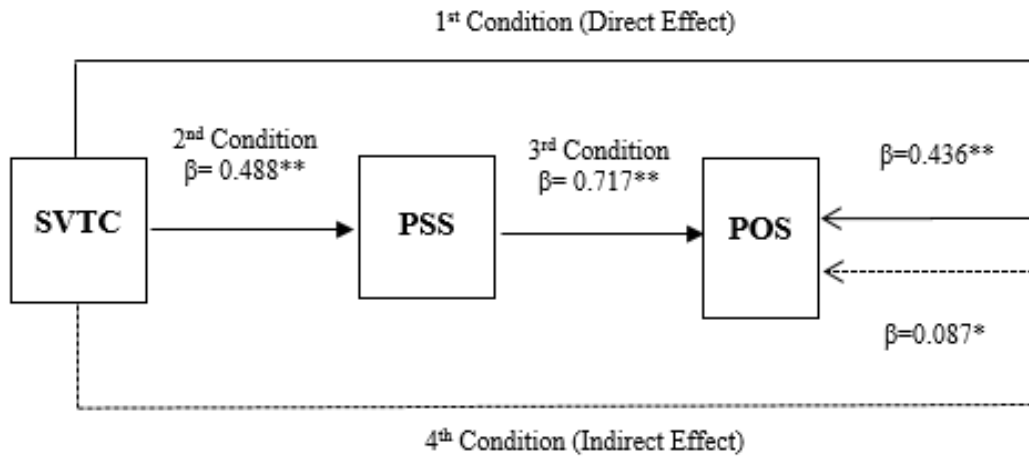 1st Condition (Direct Effect)
2nd Condition
β= 0.488**
3rd Condition
β= 0.717**
β=0.436**
SVTC
PSS
POS
β=0.087*
4th Condition (Indirect Effect)